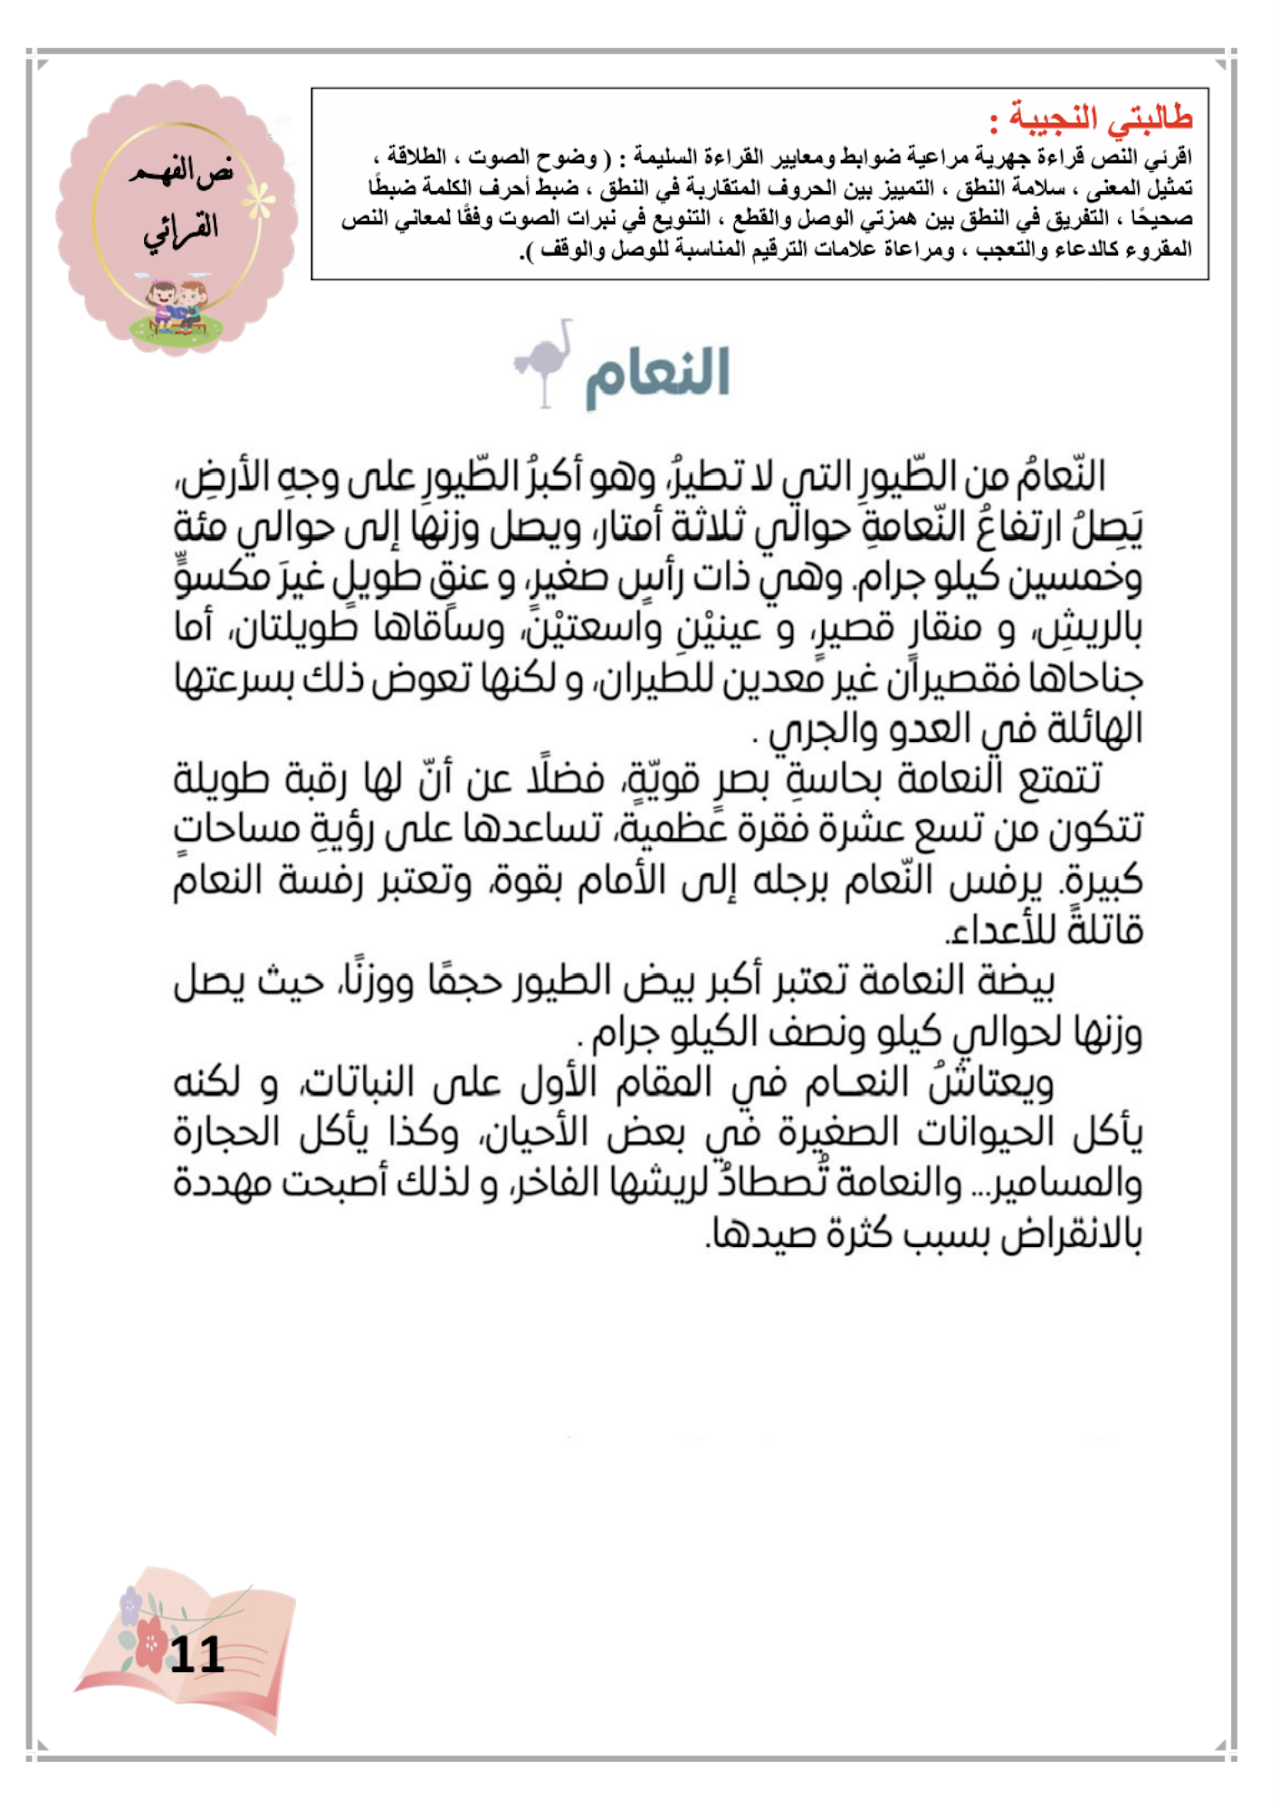 طالبتي النجيبة :
اقرئي النص قراءة جهرية مراعية ضوابط ومعايير القراءة السليمة : ( وضوح الصوت ، الطلاقة ،
تمثيل المعنى ، سلامة النطق ، التمييز بين الحروف المتقاربة في النطق ، ضبط أحرف الكلمة ضبطًا
صحيحًا ، التفريق في النطق بين همزتي الوصل والقطع ، التنويع في نبرات الصوت وفقًا لمعاني النص
المقروء كالدعاء والتعجب ، ومراعاة علامات الترقيم المناسبة للوصل والوقف ).
نص الفهم
القرائي
النعام
النّعامُ من الطّيورِ التي لا تطيرُ، وهو أكبرُ الطّيورِ على وجهِ الأرضِ،
يَصِلُ ارتفاعُ النّعامةِ حوالي ثلاثة أمتار، ويصل وزنها إلى حوالي مئة
وخمسين كيلو جرام. وهي ذات رأسٍ صغيرٍ، و عنقٍ طويلٍ غيرَ مكسوٍّ
بالريشِ، و منقارٍ قصيرٍ، و عينيْنِ واسعتيْنِ، وساقاها طويلتان، أما
جناحاها فقصيران غير معدين للطيران، و لكنها تعوض ذلك بسرعتها
الهائلة في العدو والجري .
تتمتع النعامة بحاسةِ بصرٍ قويّةٍ، فضلًا عن أنّ لها رقبة طويلة
تتكون من تسع عشرة فقرة عظمية، تساعدها على رؤيةِ مساحاتٍ
كبيرة. يرفس النّعام برجله إلى الأمام بقوة، وتعتبر رفسة النعام
قاتلةً للأعداء.
بيضة النعامة تعتبر أكبر بيض الطيور حجمًا ووزنًا، حيث يصل
وزنها لحوالي كيلو ونصف الكيلو جرام .
ويعتاشُ النعـام في المقام الأول على النباتات، و لكنه
يأكل الحيوانات الصغيرة في بعض الأحيان، وكذا يأكل الحجارة
والمسامير... والنعامة تُصطادُ لريشها الفاخر، و لذلك أصبحت مهددة
بالانقراض بسبب كثرة صيدها.
11